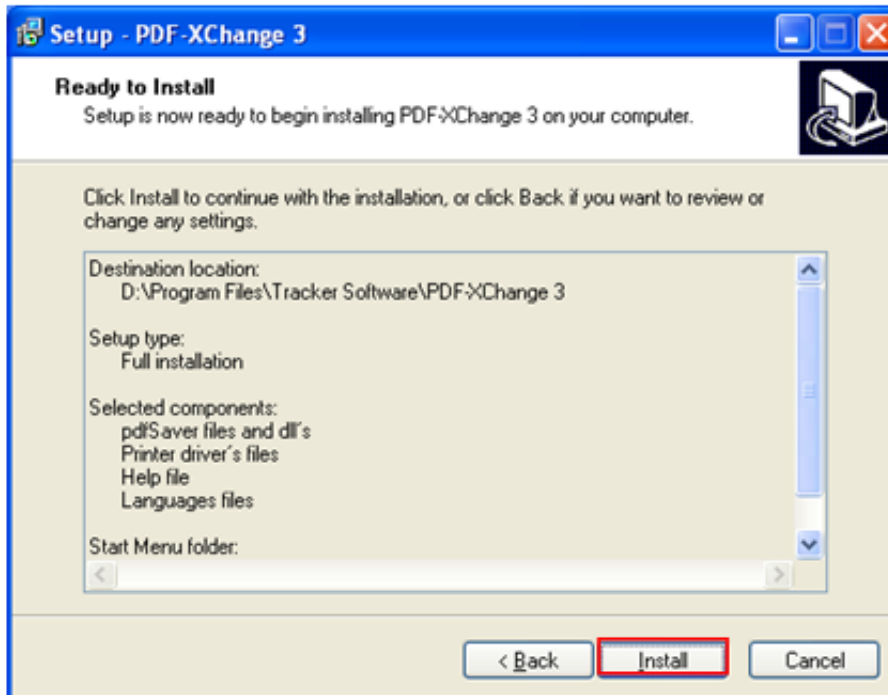 Setup - PDF-XChange 3
Ready to Install
Setup is now ready to begin installing PDF-XChange 3 on your computer.
Click Install to continue with the installation, or click Back if you want to review or
change any settings.
Destination location:
D:\Program Files\Tracker Software\PDF-XChange 3
Setup type:
Full installation
Selected components:
pdfSaver files and dll's
Printer driver's files
Help file
Languages files
Start Menu folder:
< Back Install Cancel